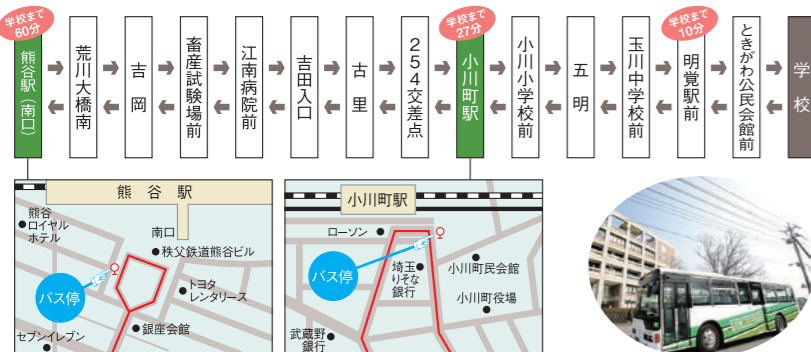 学校まで
60分
熊谷駅(南口)
荒川大橋南
吉岡
畜産試験場前
江南病院前
吉田入口
古里
254交差点
学校まで
27分
小川町駅
小川小学校前
五明
玉川中学校前
学校まで
10分
明覚駅前
ときがわ公民会館前
学校
熊谷駅
熊谷
ロイヤル
ホテル
南口
秩父鉄道熊谷ビル
バス停
トヨタ
レンタリース
銀座会館
セブンイレブン
小川町駅
ローソン
バス停
埼玉
りそな
銀行
小川町民会館
小川町役場
武蔵野
銀行